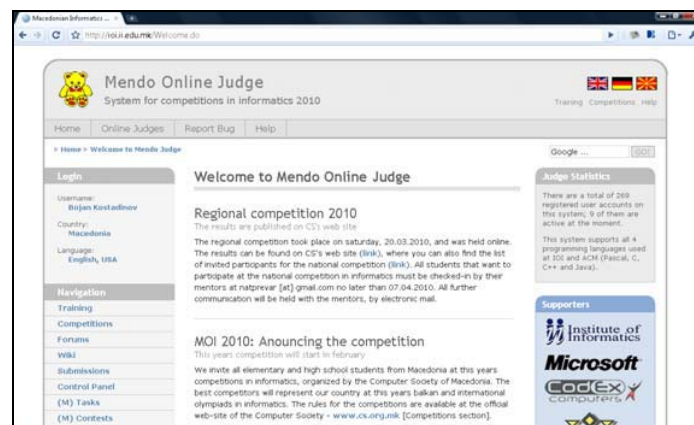 Macedonian Informatics ...
http://ioi.ii.edu.mk/Welcome.do
Mendo Online Judge
System for competitions in informatics 2010
Training Competitions Help
Home Online Judges Report Bug Help
> Home > Welcome to Mendo Judge
Google ... GO!
Login
Username:
Bojan Kostadinov
Country:
Macedonia
Language:
English, USA
Navigation
Training
Competitions
Forums
Wiki
Submissions
Control Panel
(M) Tasks
(M) Contests
Welcome to Mendo Online Judge
Regional competition 2010
The results are published on CS's web site
The regional competition took place on saturday, 20.03.2010, and was held online.
The results can be found on CS's web site (link), where you can also find the list
of invited participants for the national competition (link). All students that want to
participate at the national competition in informatics must be checked-in by their
mentors at natprevar [at] gmail.com no later than 07.04.2010. All further
communication will be held with the mentors, by electronic mail.
MOI 2010: Anouncing the competition
This years competition will start in february
We invite all elementary and high school students from Macedonia at this years
competitions in informatics, organized by the Computer Society of Macedonia. The
best competitors will represent our country at this years balkan and international
olympiads in informatics. The rules for the competitions are available at the official
web-site of the Computer Society - www.cs.org.mk [Competitions section].
Judge Statistics
There are a total of 269
registered user accounts on
this system; 9 of them are
active at the moment.
This system supports all 4
programming languages used
at IOI and ACM (Pascal, C,
C++ and Java).
Supporters
Institute of
Informatics
Microsoft
CodEx
computers